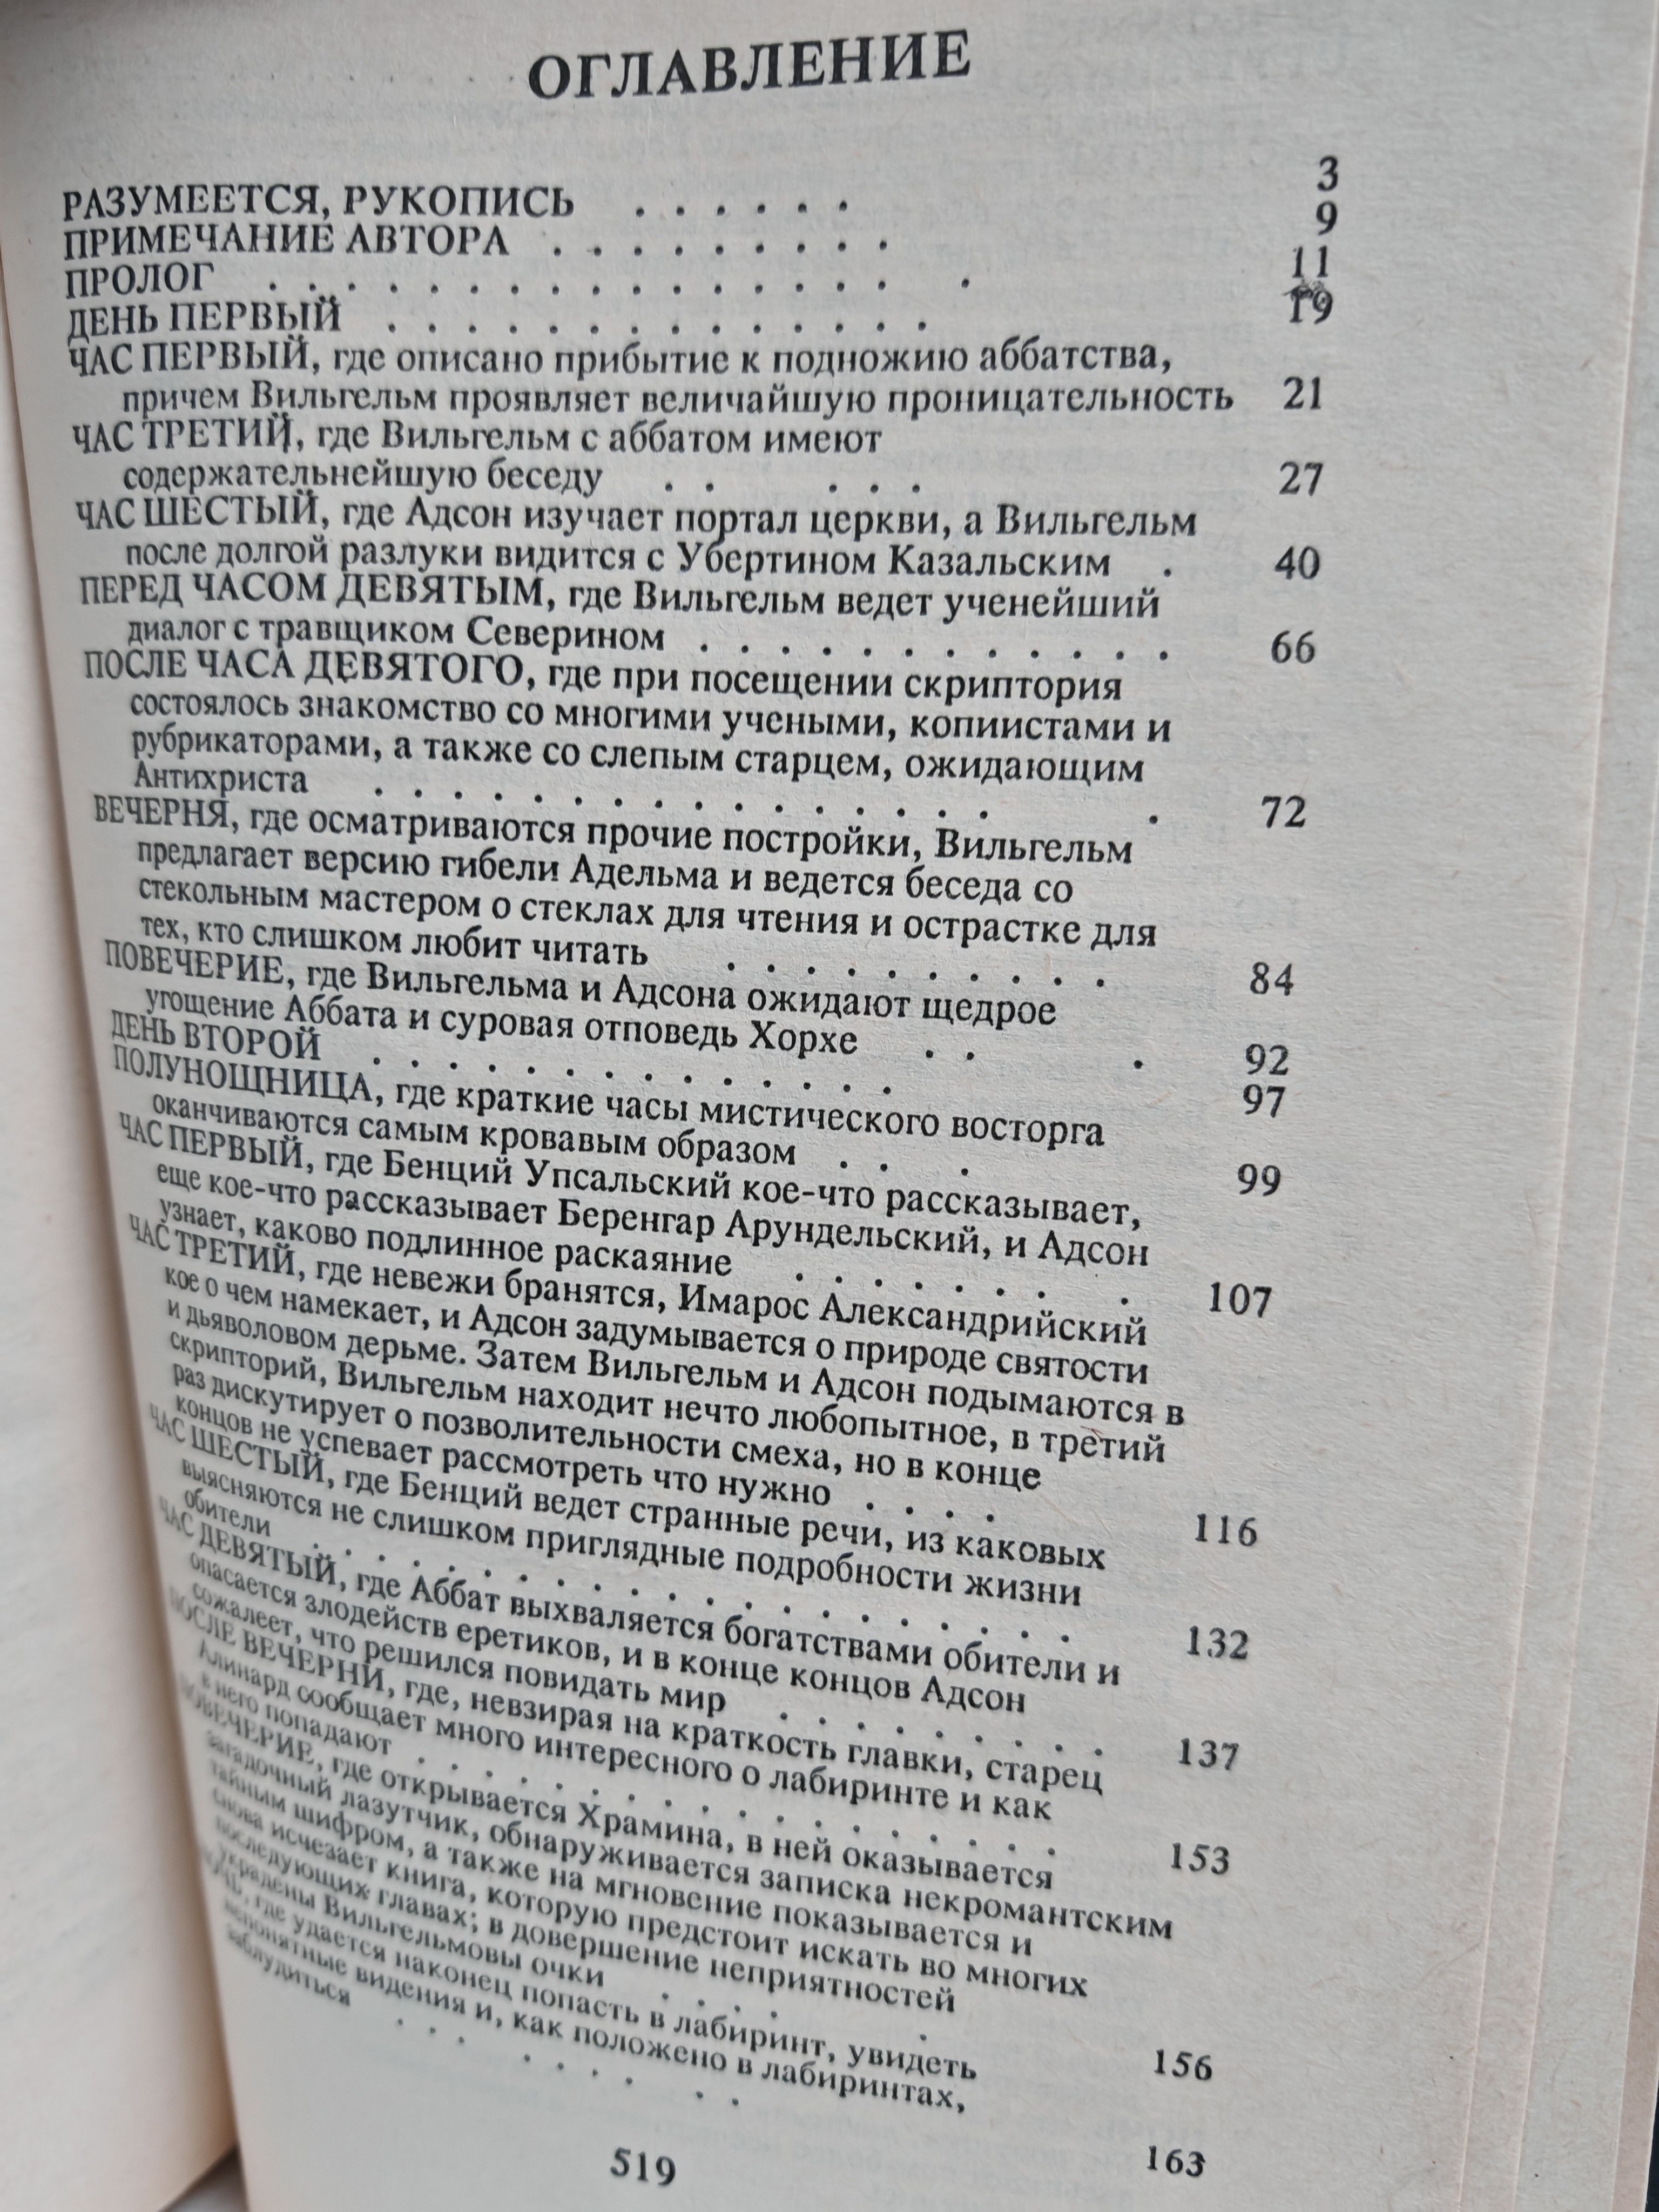 ОГЛАВЛЕНИЕ
РАЗУМЕЕТСЯ, РУКОПИСЬ . . . . . . 3
ПРИМЕЧАНИЕ АВТОРА . . . . . . . . . 9
ПРОЛОГ . . . . . . . . . . . . . . . . . 11
ДЕНЬ ПЕРВЫЙ . . . . . . . . . . . . . . 19
ЧАС ПЕРВЫЙ, где описано прибытие к подножию аббатства,
причем Вильгельм проявляет величайшую проницательность 21
ЧАС ТРЕТИЙ, где Вильгельм с аббатом имеют
содержательнейшую беседу . . . . . 27
ЧАС ШЕСТЫЙ, где Адсон изучает портал церкви, а Вильгельм
после долгой разлуки видится с Убертином Казальским . 40
ПЕРЕД ЧАСОМ ДЕВЯТЫМ, где Вильгельм ведет ученейший
диалог с травщиком Северином . . . . . . . . . . . . 66
ПОСЛЕ ЧАСА ДЕВЯТОГО, где при посещении скриптория
состоялось знакомство со многими учеными, копиистами и
рубрикаторами, а также со слепым старцем, ожидающим
Антихриста . . . . . . . . . . . . . . . . . 72
ВЕЧЕРНЯ, где осматриваются прочие постройки, Вильгельм
предлагает версию гибели Адельма и ведется беседа со
стекольным мастером о стеклах для чтения и острастке для
тех, кто слишком любит читать . . . . . . . . . . 84
ПОВЕЧЕРИЕ, где Вильгельма и Адсона ожидают щедрое
угощение Аббата и суровая отповедь Хорхе . . . 92
ДЕНЬ ВТОРОЙ . . . . . . . . . . . . . . 97
ПОЛУНОЩНИЦА, где краткие часы мистического восторга
оканчиваются самым кровавым образом . . . 99
ЧАС ПЕРВЫЙ, где Бенций Упсальский кое-что рассказывает,
еще кое-что рассказывает Беренгар Арундельский, и Адсон
узнает, каково подлинное раскаяние . . . . . . . . 107
ЧАС ТРЕТИЙ, где невежи бранятся, Имарос Александрийский
кое о чем намекает, и Адсон задумывается о природе святости
и дьяволовом дерьме. Затем Вильгельм и Адсон подымаются в
скрипторий, Вильгельм находит нечто любопытное, в третий
раз дискутирует о позволительности смеха, но в конце
концов не успевает рассмотреть что нужно . . . . 116
ЧАС ШЕСТЫЙ, где Бенций ведет странные речи, из каковых
выясняются не слишком приглядные подробности жизни
обители . . . . . . . . . . . . . . . . . . . 132
ЧАС ДЕВЯТЫЙ, где Аббат выхваляется богатствами обители и
опасается злодейств еретиков, и в конце концов Адсон
сожалеет, что решился повидать мир . . . . . . . . . 137
ПОСЛЕ ВЕЧЕРНИ, где, невзирая на краткость главки, старец
Алинард сообщает много интересного о лабиринте и как
в него попадают . . . . . . . . . . . . . . . . . 153
ПОВЕЧЕРИЕ, где открывается Храмина, в ней оказывается
загадочный лазутчик, обнаруживается записка некромантским
тайным шифром, а также на мгновение показывается и
снова исчезает книга, которую предстоит искать во многих
последующих главах; в довершение неприятностей
украдены Вильгельмовы очки . . . . . 156
НОЧЬ, где удается наконец попасть в лабиринт, увидеть
непонятные видения и, как положено в лабиринтах,
заблудиться . . . . . . . . . 163
519